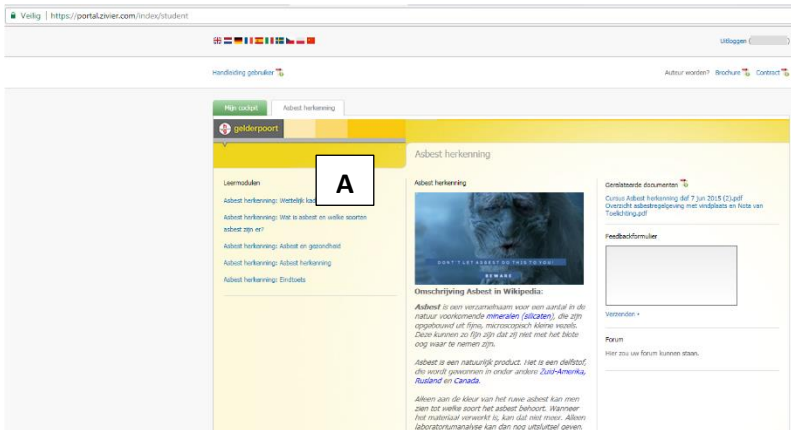 Veilig | https://portal.zivier.com/index/student
Uitloggen ( )
Handleiding gebruiker
Auteur worden? Brochure Contract
Mijn cockpit Asbest herkenning
gelderpoort
Asbest herkenning
A
Leermodulen
Asbest herkenning: Wettelijk
Asbest herkenning: Wat is asbest en welke soorten
asbest zijn er?
Asbest herkenning: Asbest en gezondheid
Asbest herkenning: Asbest herkenning
Asbest herkenning: Eindtoets
Asbest herkenning
DON'T LET ASBEST DO THIS TO YOU!
BEWARE
Omschrijving Asbest in Wikipedia:
Asbest is een verzamelnaam voor een aantal in de
natuur voorkomende mineralen (silicaten), die zijn
opgebouwd uit fijne, microscopisch kleine vezels.
Deze kunnen zo fijn zijn dat zij niet met het blote
oog waar te nemen zijn.
Asbest is een natuurlijk product. Het is een delfstof,
die wordt gewonnen in onder andere Zuid-Amerika,
Rusland en Canada.
Alleen aan de kleur van het ruwe asbest kan men
zien tot welke soort het asbest behoort. Wanneer
het materiaal verwerkt is, kan dat niet meer. Alleen
laboratoriumanalyse kan dan nog uitsluitsel geven.
Gerelateerde documenten
Cursus Asbest herkenning def 7 jun 2015 (2).pdf
Overzicht asbestregelgeving met vindplaats en Nota van
Toelichting.pdf
Feedbackformulier
Verzenden
Forum
Hier zou uw forum kunnen staan.